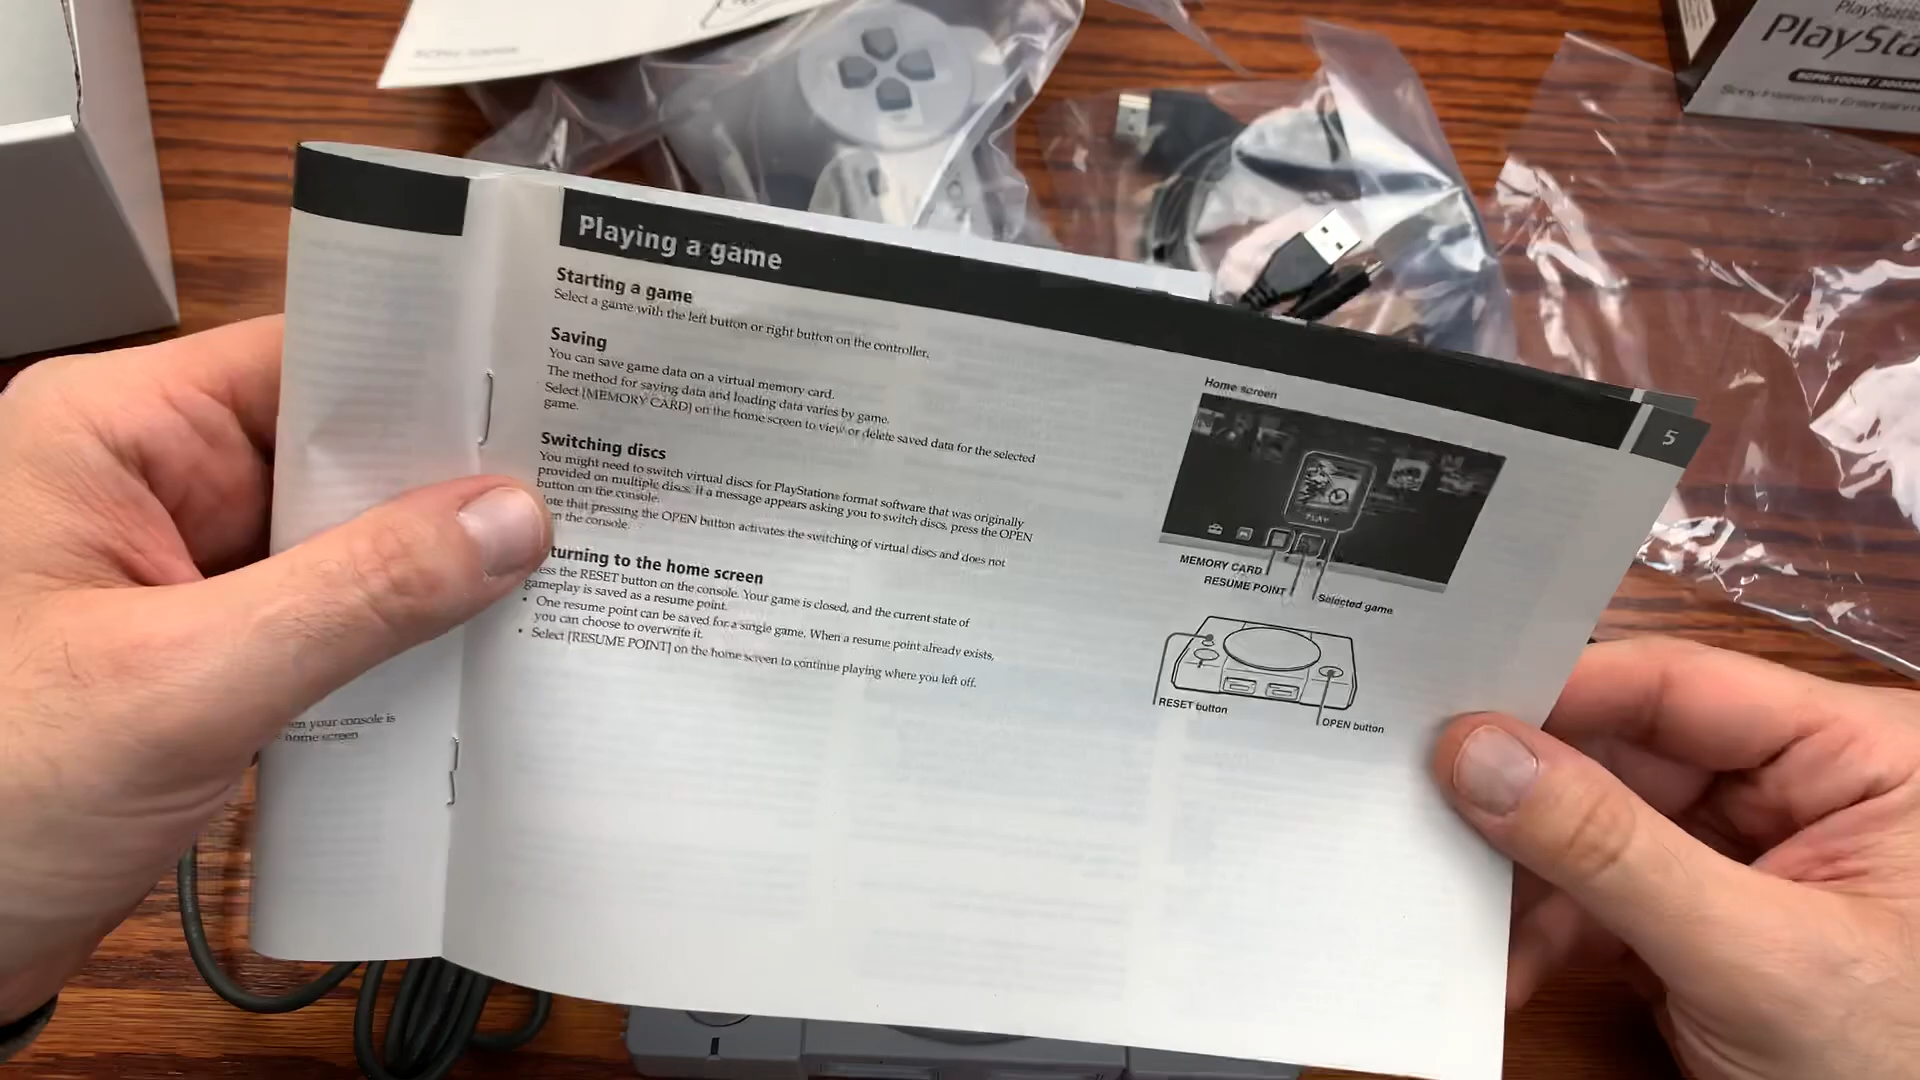 PlayStation
PlaySta
SCPH-1000R
Sony Interactive Entertainm
Playing a game
5
Starting a game
Select a game with the left button or right button on the controller.
Saving
You can save game data on a virtual memory card.
The method for saving data and loading data varies by game.
Select [MEMORY CARD] on the home screen to view or delete saved data for the selected
game.
Switching discs
You might need to switch virtual discs for PlayStation® format software that was originally
provided on multiple discs. If a message appears asking you to switch discs, press the OPEN
button on the console.
ote that pressing the OPEN button activates the switching of virtual discs and does not
en the console.
turning to the home screen
ess the RESET button on the console. Your game is closed, and the current state of
gameplay is saved as a resume point.
• One resume point can be saved for a single game. When a resume point already exists,
you can choose to overwrite it.
• Select [RESUME POINT] on the home screen to continue playing where you left off.
Home screen
PLAY
MEMORY CARD
RESUME POINT
Selected game
RESET button
OPEN button
en your console is
home screen